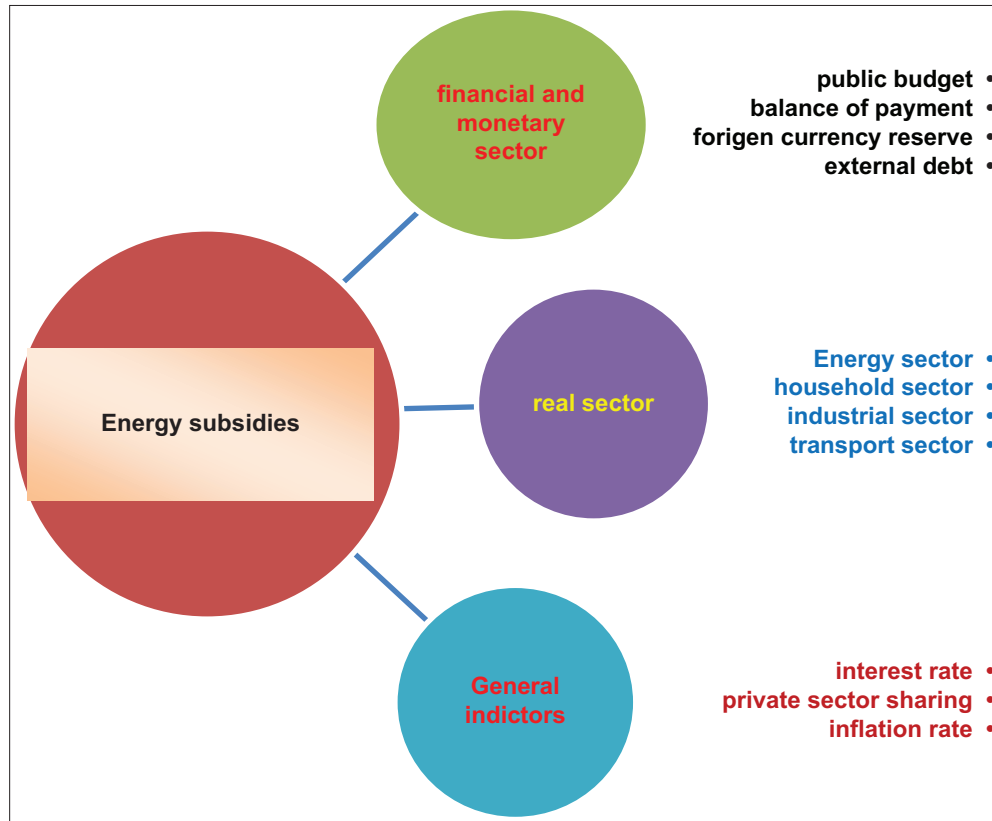 financial and
monetary
sector
public budget •
balance of payment •
forigen currency reserve •
external debt •
Energy subsidies
real sector
Energy sector •
household sector •
industrial sector •
transport sector •
General
indictors
interest rate •
private sector sharing •
inflation rate •